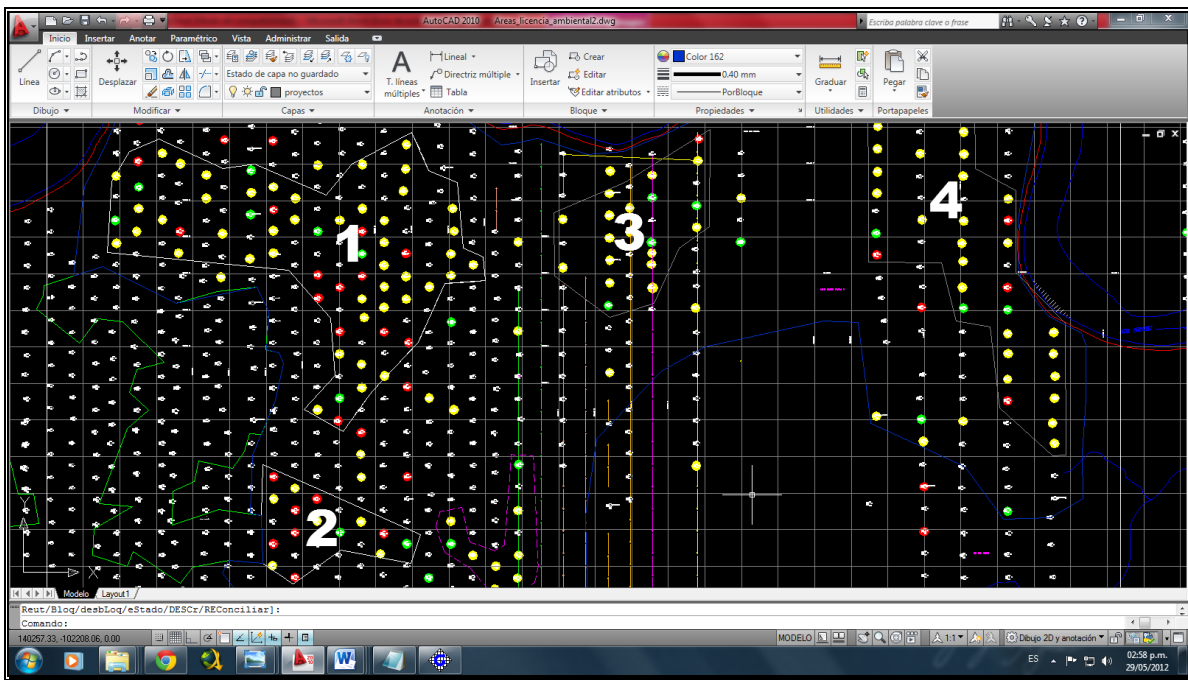 AutoCAD 2010 Areas_licencia_ambiental2.dwg
Escriba palabra clave o frase
Inicio Insertar Anotar Paramétrico Vista Administrar Salida
Línea
Desplazar
Estado de capa no guardado
proyectos
A
T. líneas
múltiples
Lineal
Directriz múltiple
Tabla
Insertar
Crear
Editar
Editar atributos
Color 162
0.40 mm
PorBloque
Graduar
Pegar
Dibujo Modificar Capas Anotación Bloque Propiedades Utilidades Portapapeles
1
2
3
4
Y
X
Modelo Layout1
Reut/Bloq/desbLoq/eStado/DESCr/REConciliar]:
Comando:
140257.33, -102208.06, 0.00
MODELO
1:1
Dibujo 2D y anotación
ES
02:58 p.m.
29/05/2012